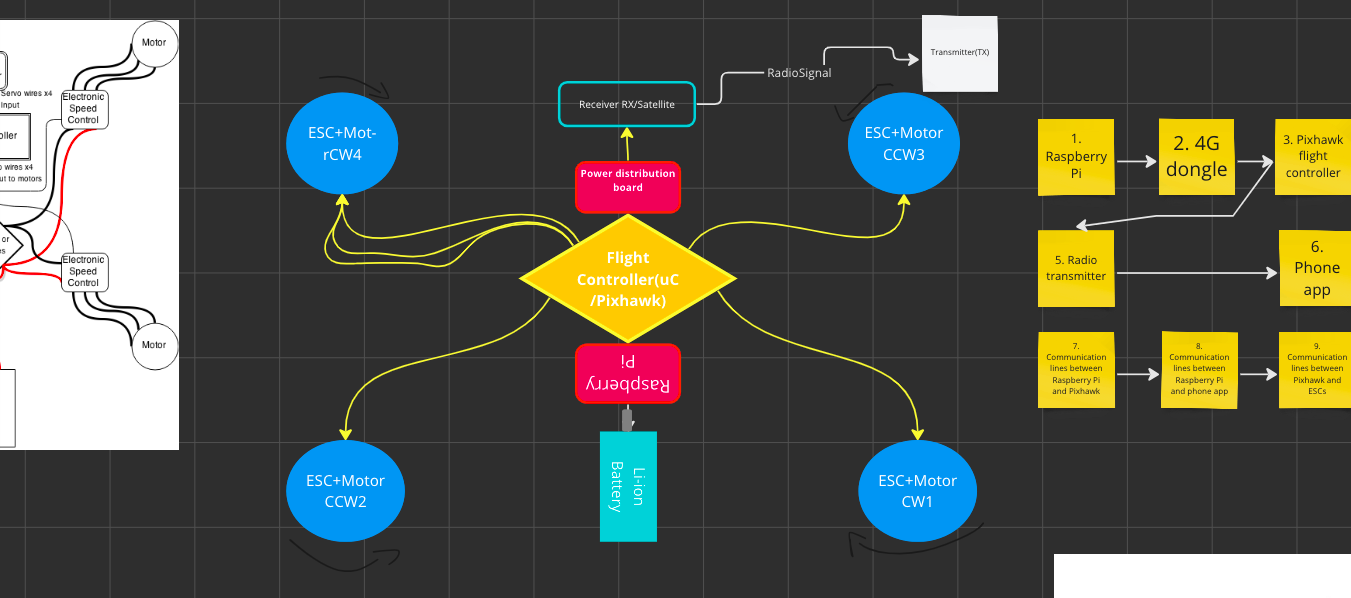 Motor
Servo wires x4
Input
Electronic
Speed
Control
oller
o wires x4
ut to motors
or
es
Electronic
Speed
Control
Motor
ESC+Mot-
rCW4
Receiver RX/Satellite
RadioSignal
Transmitter(TX)
ESC+Motor
CCW3
Power distribution
board
Flight
Controller(uC
/Pixhawk)
Raspberry
Pi
Li-ion
Battery
ESC+Motor
CCW2
ESC+Motor
CW1
1.
Raspberry
Pi
2. 4G
dongle
3. Pixhawk
flight
controller
5. Radio
transmitter
6.
Phone
app
7.
Communication
lines between
Raspberry Pi
and Pixhawk
8.
Communication
lines between
Raspberry Pi
and phone app
9.
Communication
lines between
Pixhawk and
ESCs